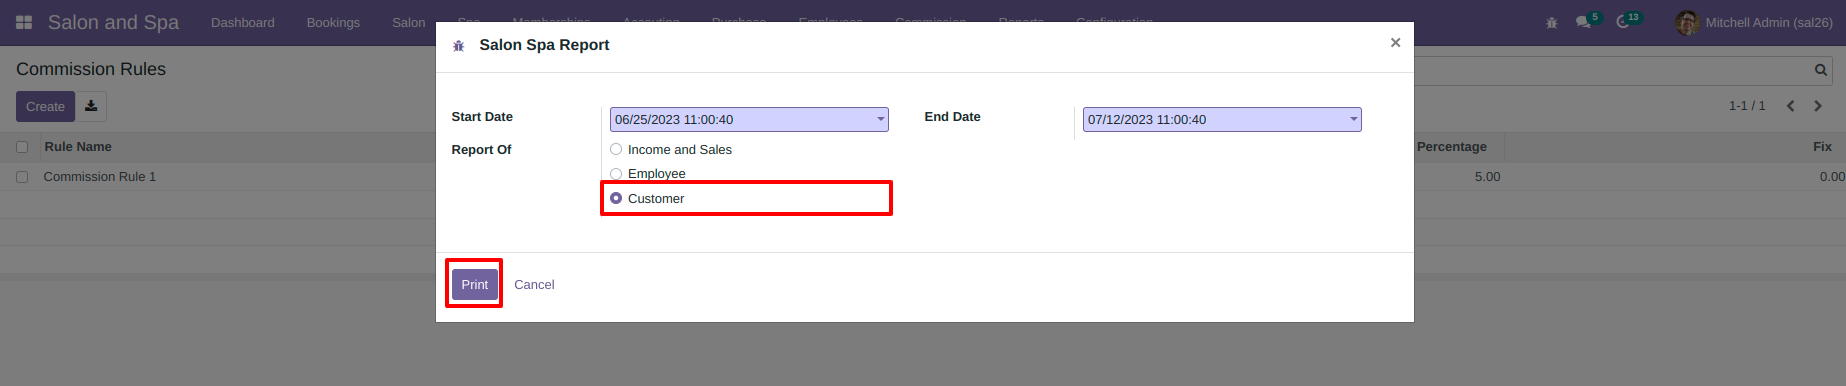 Salon and Spa Dashboard Bookings Salon Spa Memberships Accouting Purchase Employees Commission Reports Configuration 5 13 Mitchell Admin (sal26)
Salon Spa Report ×
Commission Rules
Create
1-1 / 1
Start Date 06/25/2023 11:00:40 End Date 07/12/2023 11:00:40
Rule Name Percentage Fix
Report Of Income and Sales
Commission Rule 1 5.00 0.00
Employee
Customer
Print Cancel